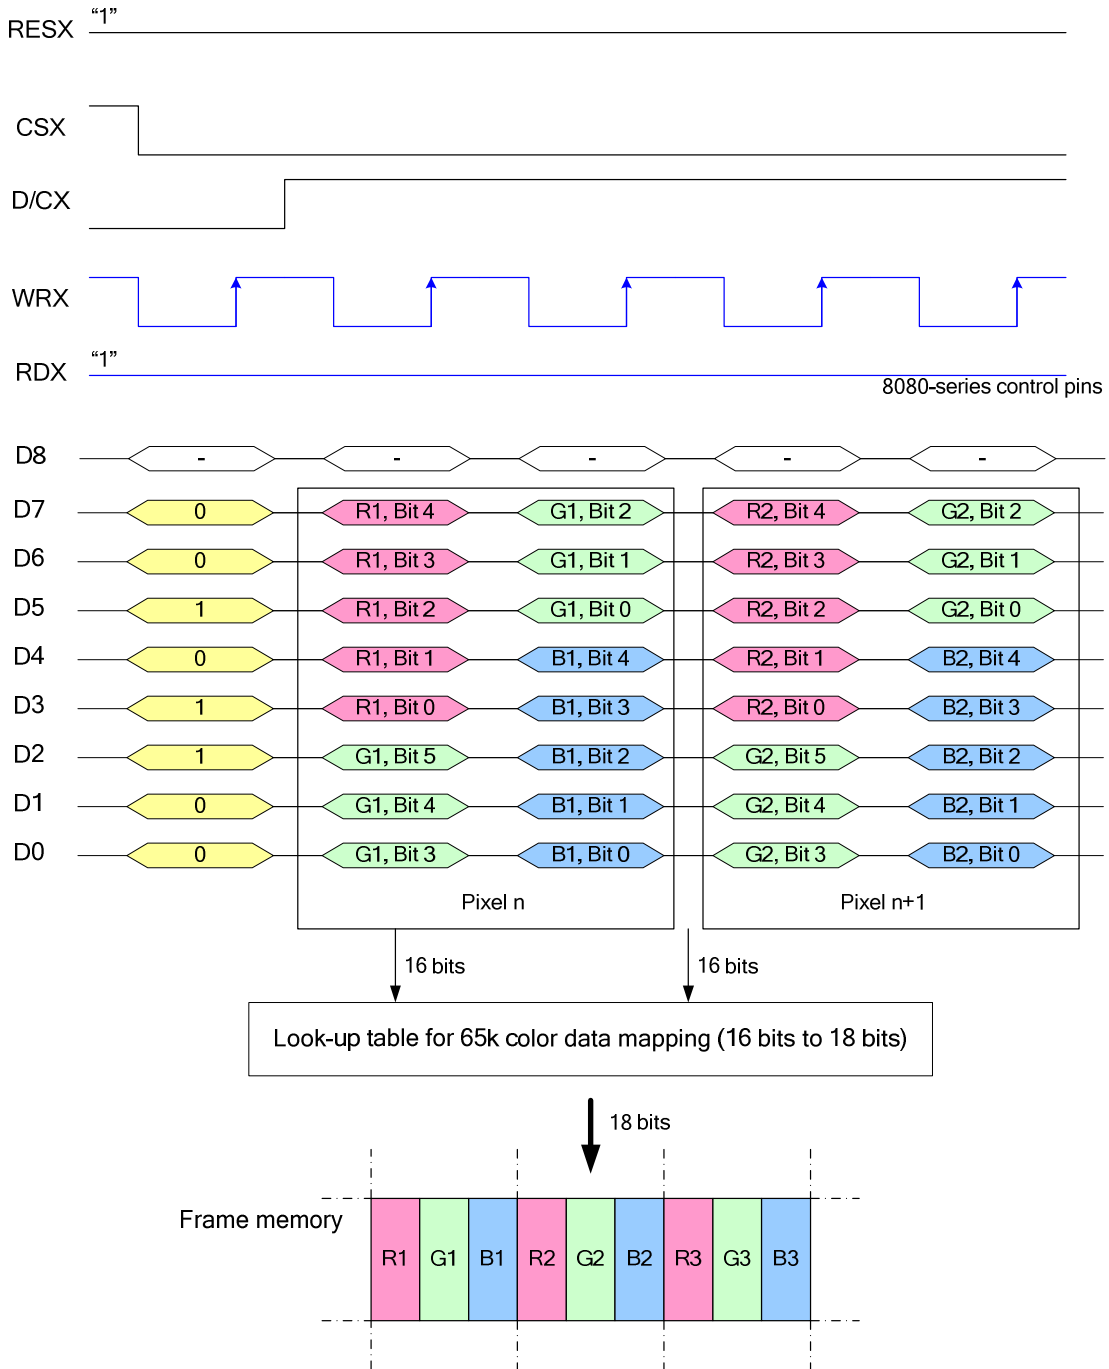 RESX “1”
CSX
D/CX
WRX
RDX “1”
8080-series control pins
D8 - - - - -
D7 0 R1, Bit 4 G1, Bit 2 R2, Bit 4 G2, Bit 2
D6 0 R1, Bit 3 G1, Bit 1 R2, Bit 3 G2, Bit 1
D5 1 R1, Bit 2 G1, Bit 0 R2, Bit 2 G2, Bit 0
D4 0 R1, Bit 1 B1, Bit 4 R2, Bit 1 B2, Bit 4
D3 1 R1, Bit 0 B1, Bit 3 R2, Bit 0 B2, Bit 3
D2 1 G1, Bit 5 B1, Bit 2 G2, Bit 5 B2, Bit 2
D1 0 G1, Bit 4 B1, Bit 1 G2, Bit 4 B2, Bit 1
D0 0 G1, Bit 3 B1, Bit 0 G2, Bit 3 B2, Bit 0
Pixel n Pixel n+1
16 bits 16 bits
Look-up table for 65k color data mapping (16 bits to 18 bits)
18 bits
Frame memory
R1 G1 B1 R2 G2 B2 R3 G3 B3